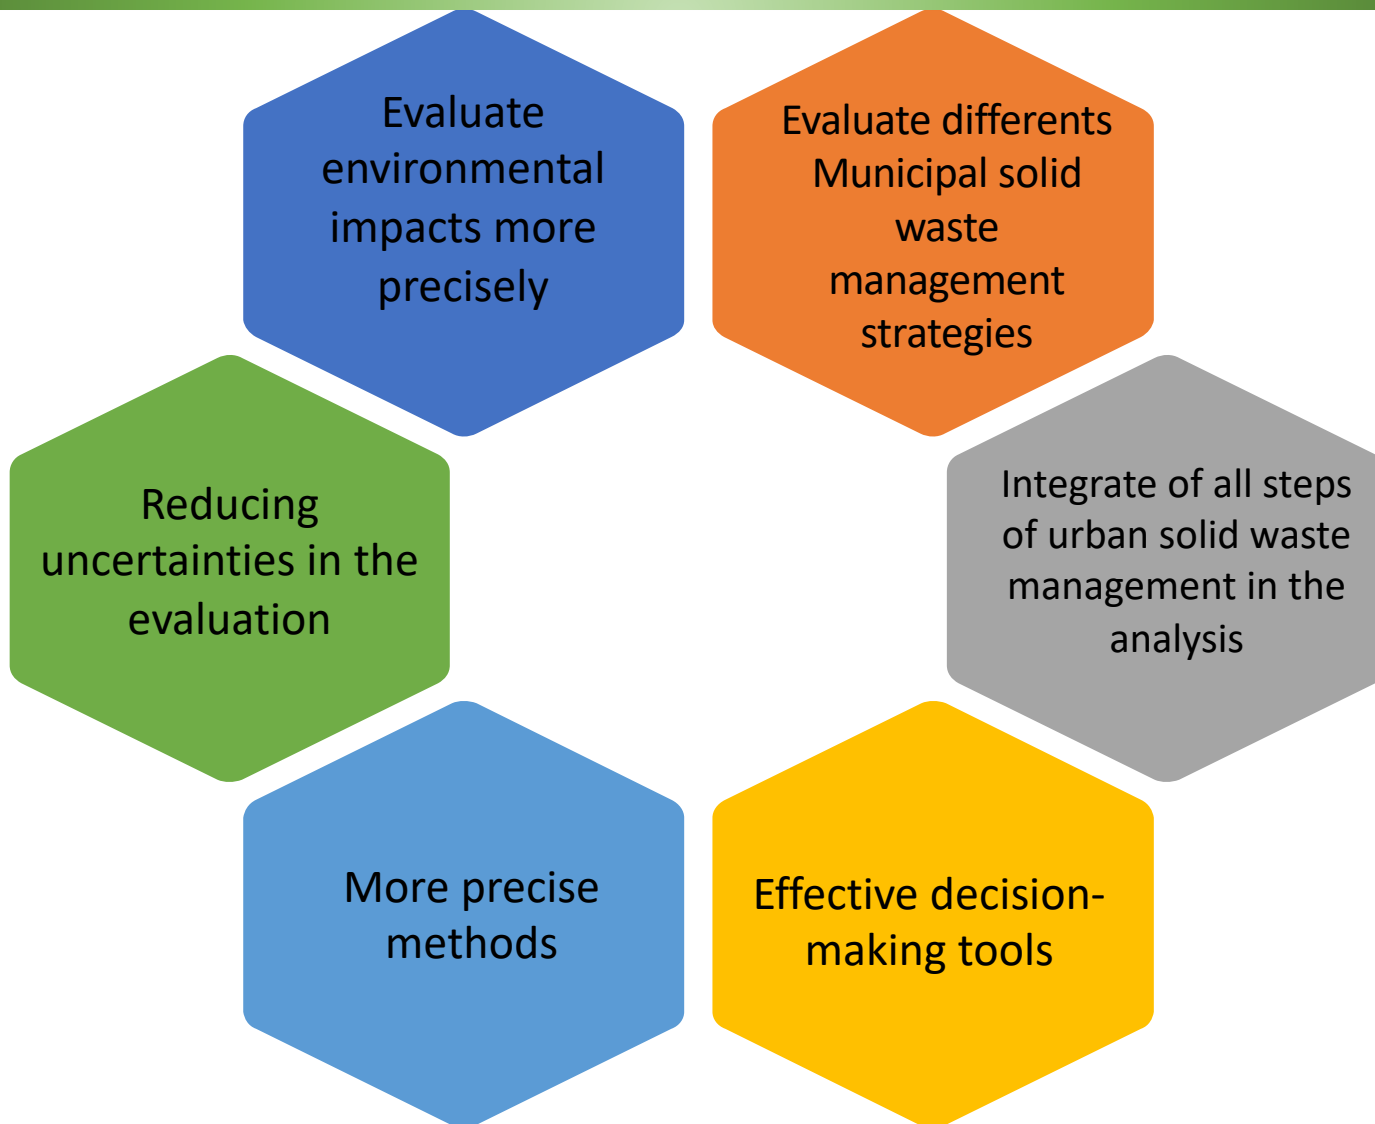 Evaluate
environmental
impacts more
precisely
Evaluate differents
Municipal solid
waste
management
strategies
Reducing
uncertainties in the
evaluation
Integrate of all steps
of urban solid waste
management in the
analysis
More precise
methods
Effective decision-
making tools